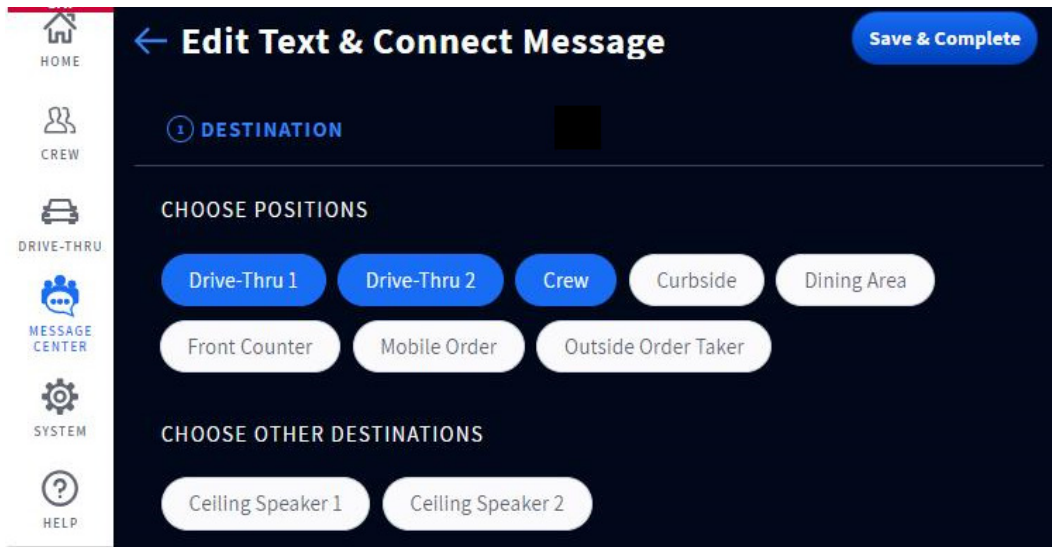 HOME
CREW
DRIVE-THRU
MESSAGE
CENTER
SYSTEM
HELP
← Edit Text & Connect Message
Save & Complete
1 DESTINATION
CHOOSE POSITIONS
Drive-Thru 1 Drive-Thru 2 Crew Curbside Dining Area
Front Counter Mobile Order Outside Order Taker
CHOOSE OTHER DESTINATIONS
Ceiling Speaker 1 Ceiling Speaker 2